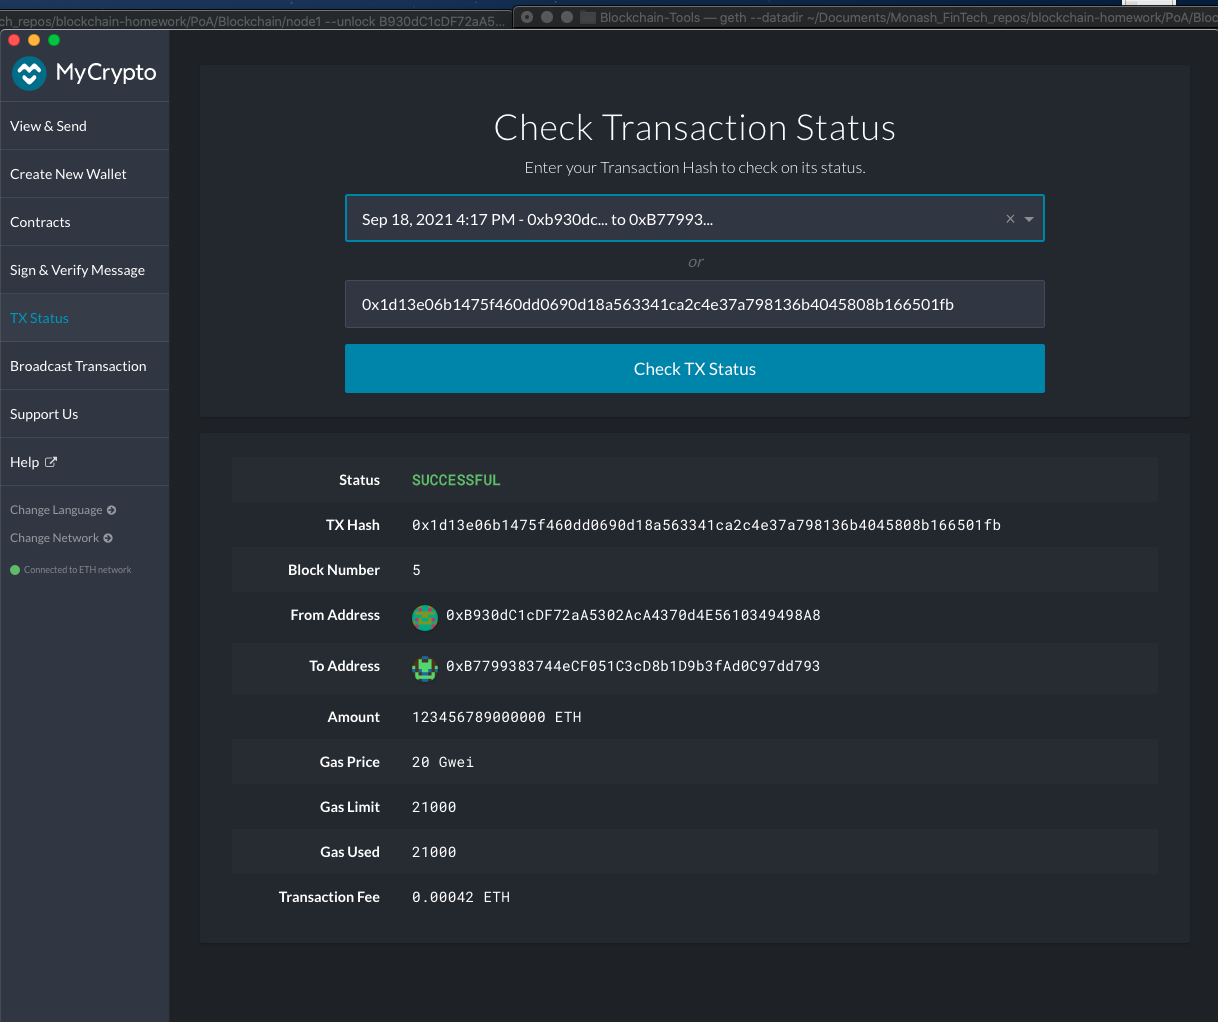 ch_repos/blockchain-homework/PoA/Blockchain/node1 --unlock B930dC1cDF72aA5...
Blockchain-Tools — geth --datadir ~/Documents/Monash_FinTech_repos/blockchain-homework/PoA/Bloc
MyCrypto
View & Send
Create New Wallet
Contracts
Sign & Verify Message
TX Status
Broadcast Transaction
Support Us
Help
Change Language
Change Network
Connected to ETH network
Check Transaction Status
Enter your Transaction Hash to check on its status.
Sep 18, 2021 4:17 PM - 0xb930dc... to 0xB77993...
or
0x1d13e06b1475f460dd0690d18a563341ca2c4e37a798136b4045808b166501fb
Check TX Status
Status SUCCESSFUL
TX Hash 0x1d13e06b1475f460dd0690d18a563341ca2c4e37a798136b4045808b166501fb
Block Number 5
From Address 0xB930dC1cDF72aA5302AcA4370d4E5610349498A8
To Address 0xB7799383744eCF051C3cD8b1D9b3fAd0C97dd793
Amount 123456789000000 ETH
Gas Price 20 Gwei
Gas Limit 21000
Gas Used 21000
Transaction Fee 0.00042 ETH